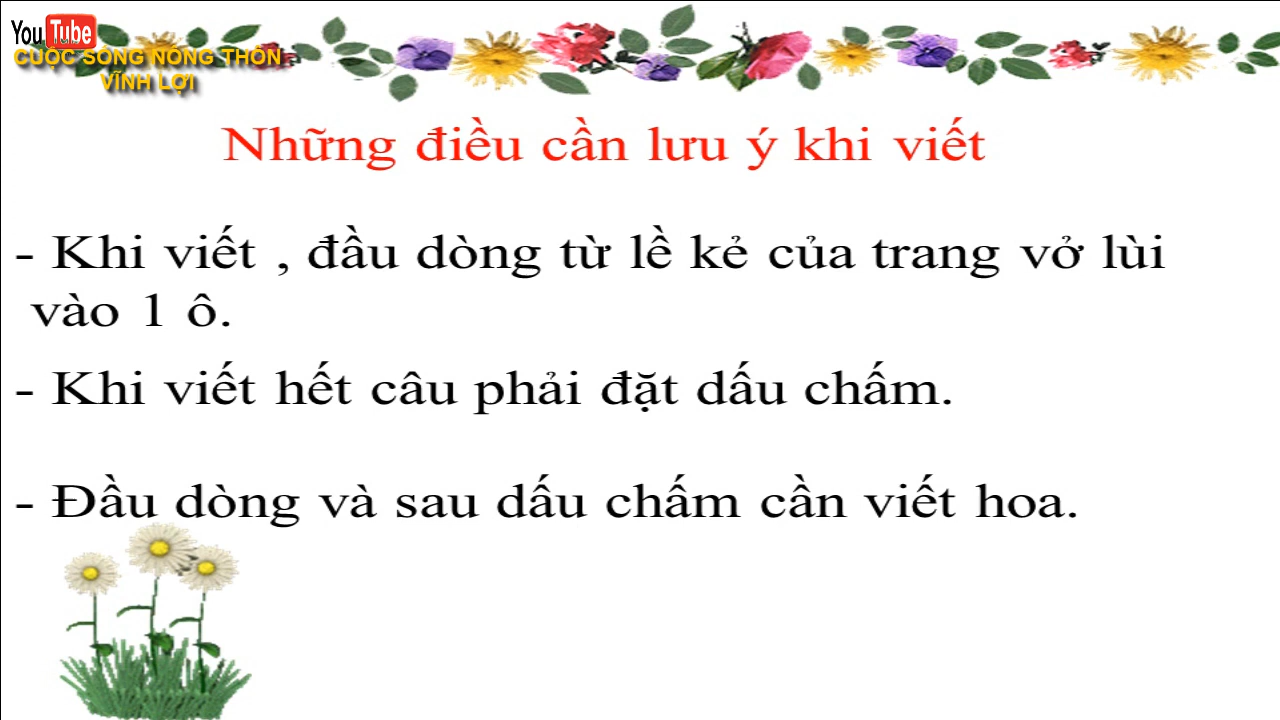 YouTube
CUỘC SỐNG NÔNG THÔN
VĨNH LỢI
Những điều cần lưu ý khi viết
- Khi viết , đầu dòng từ lề kẻ của trang vở lùi
vào 1 ô.
- Khi viết hết câu phải đặt dấu chấm.
- Đầu dòng và sau dấu chấm cần viết hoa.